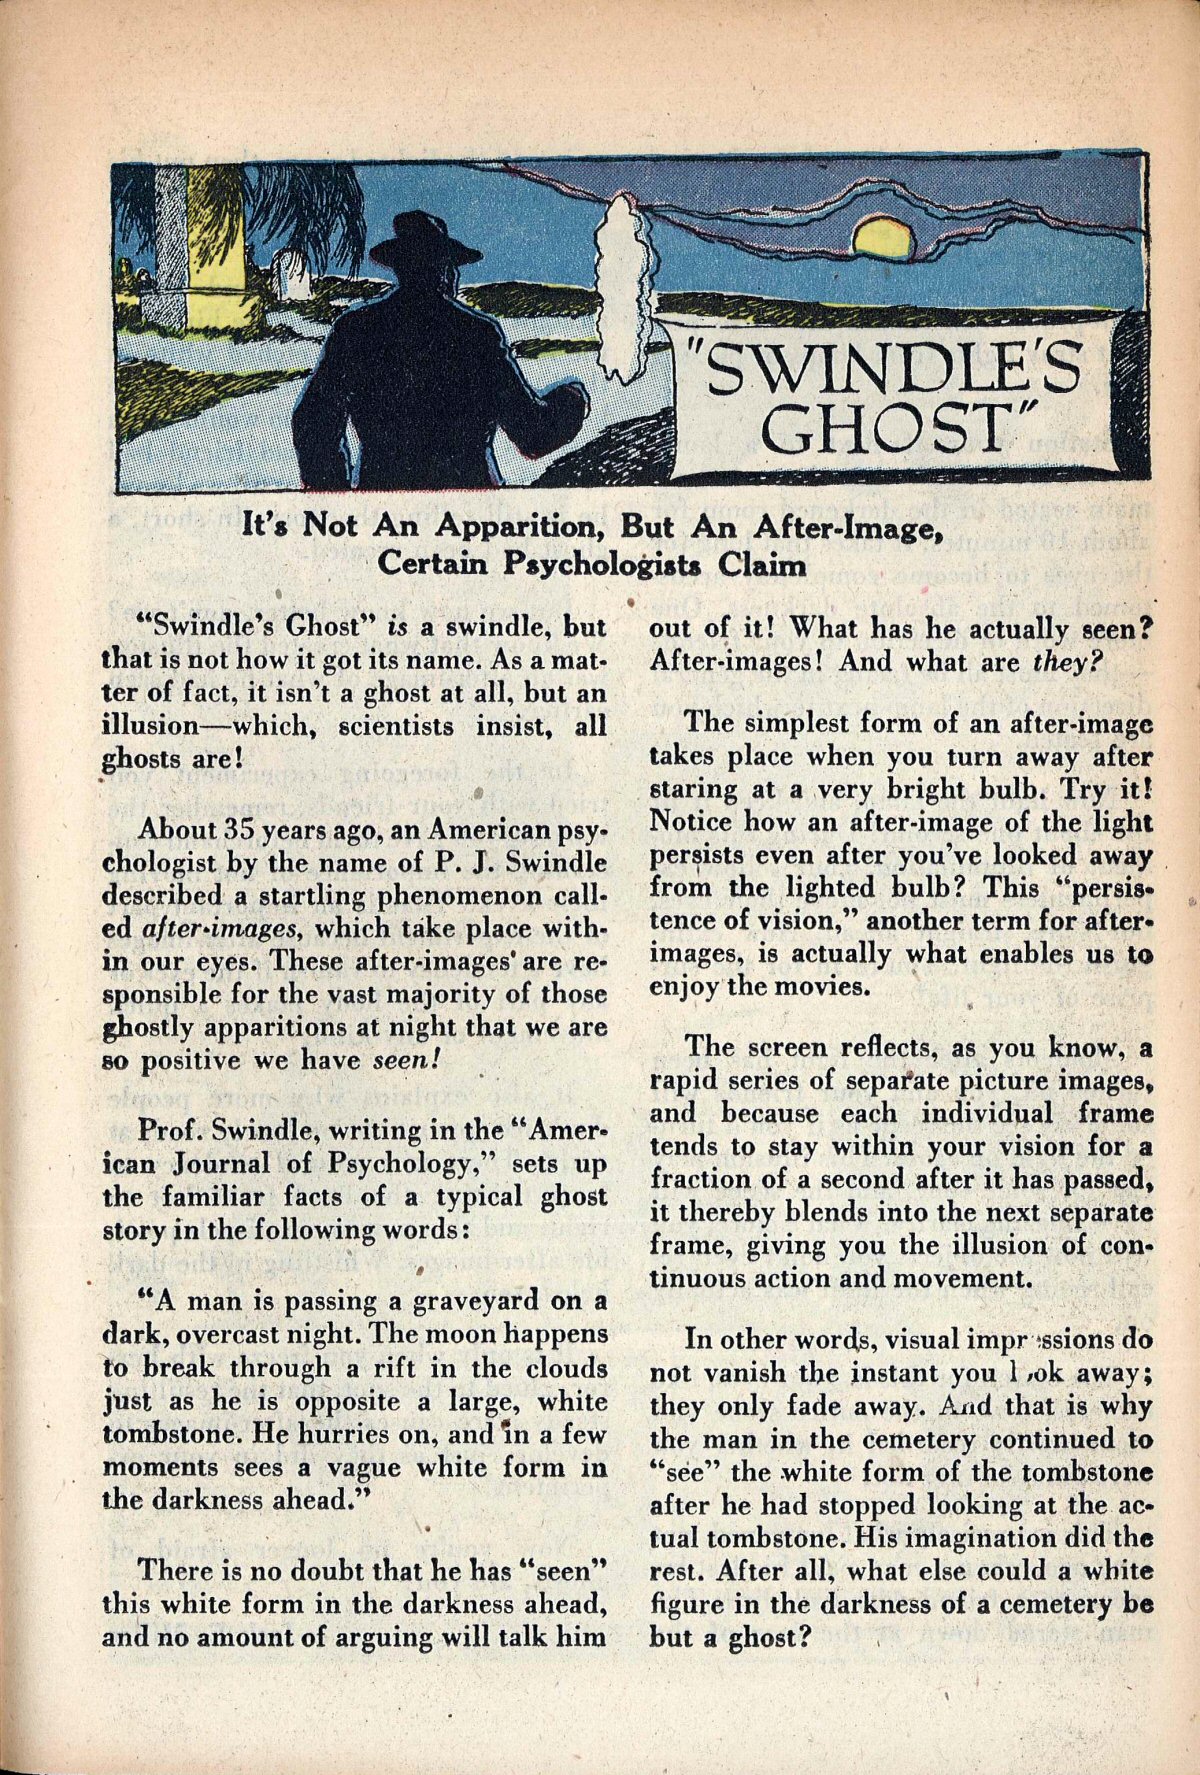 "SWINDLE'S
GHOST"
It's Not An Apparition, But An After-Image,
Certain Psychologists Claim
"Swindle's Ghost" is a swindle, but
that is not how it got its name. As a mat-
ter of fact, it isn't a ghost at all, but an
illusion—which, scientists insist, all
ghosts are!
About 35 years ago, an American psy-
chologist by the name of P. J. Swindle
described a startling phenomenon call-
ed after-images, which take place with-
in our eyes. These after-images are re-
sponsible for the vast majority of those
ghostly apparitions at night that we are
so positive we have seen!
Prof. Swindle, writing in the "Amer-
ican Journal of Psychology," sets up
the familiar facts of a typical ghost
story in the following words:
"A man is passing a graveyard on a
dark, overcast night. The moon happens
to break through a rift in the clouds
just as he is opposite a large, white
tombstone. He hurries on, and in a few
moments sees a vague white form in
the darkness ahead."
There is no doubt that he has "seen"
this white form in the darkness ahead,
and no amount of arguing will talk him
out of it! What has he actually seen?
After-images! And what are they?
The simplest form of an after-image
takes place when you turn away after
staring at a very bright bulb. Try it!
Notice how an after-image of the light
persists even after you've looked away
from the lighted bulb? This "persis-
tence of vision," another term for after-
images, is actually what enables us to
enjoy the movies.
The screen reflects, as you know, a
rapid series of separate picture images,
and because each individual frame
tends to stay within your vision for a
fraction of a second after it has passed,
it thereby blends into the next separate
frame, giving you the illusion of con-
tinuous action and movement.
In other words, visual impressions do
not vanish the instant you look away;
they only fade away. And that is why
the man in the cemetery continued to
"see" the white form of the tombstone
after he had stopped looking at the ac-
tual tombstone. His imagination did the
rest. After all, what else could a white
figure in the darkness of a cemetery be
but a ghost?